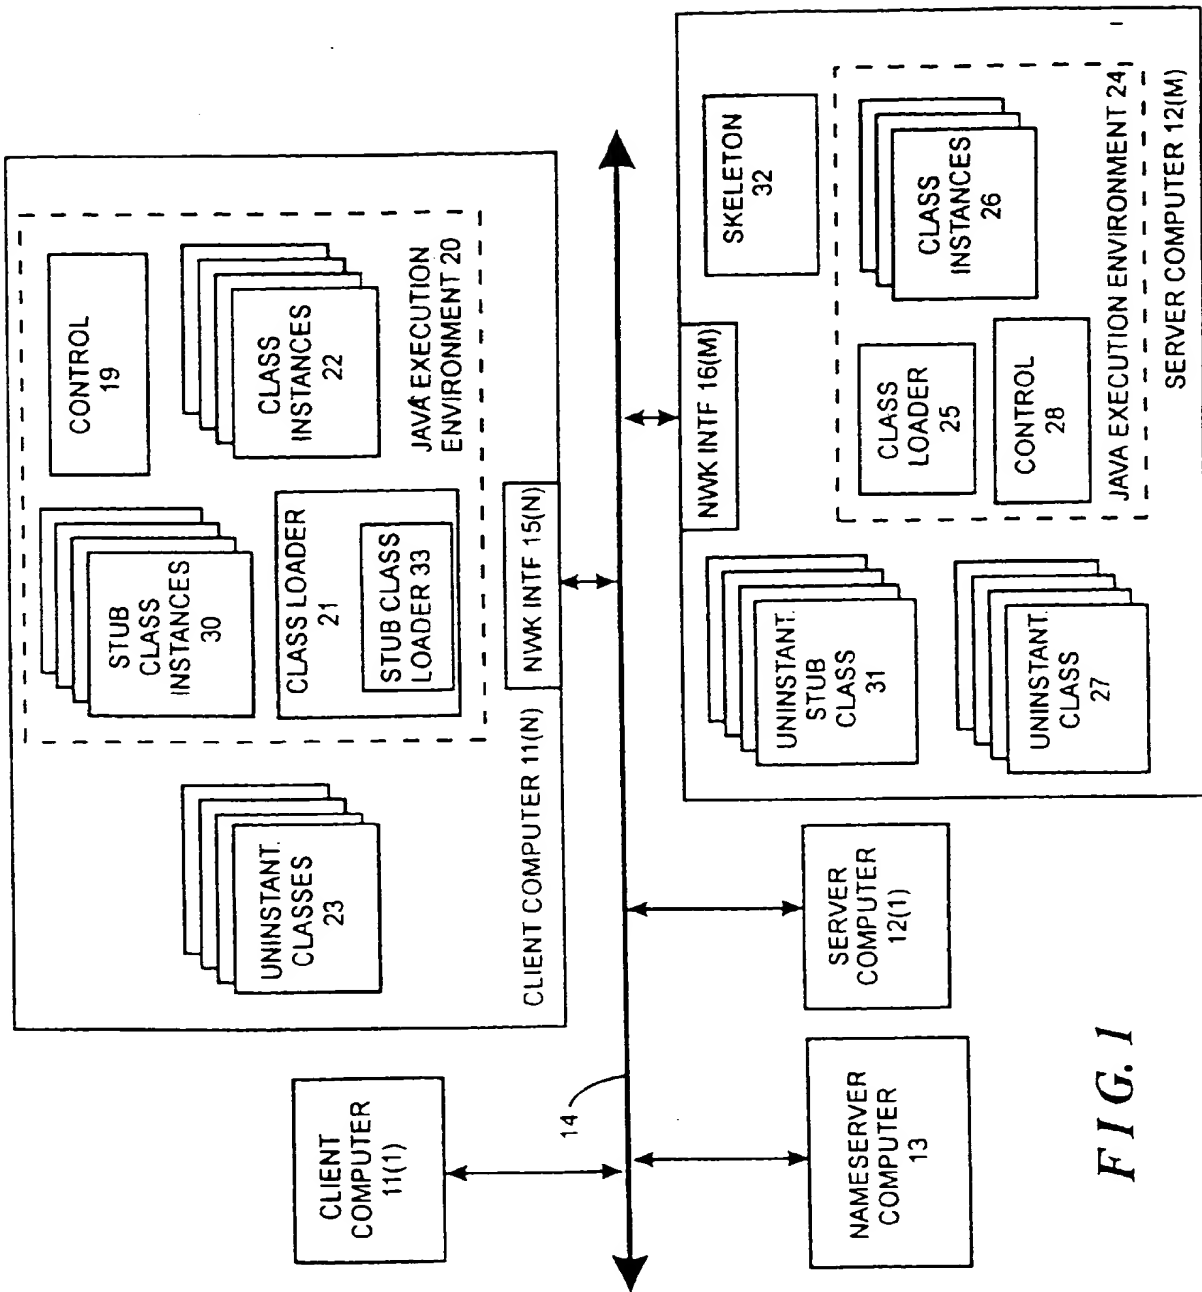 CLIENT
COMPUTER
11(1)
UNINSTANT.
CLASSES
23
STUB
CLASS
INSTANCES
30
CONTROL
19
CLASS LOADER
21
STUB CLASS
LOADER 33
CLASS
INSTANCES
22
JAVA EXECUTION
ENVIRONMENT 20
CLIENT COMPUTER 11(N)
NWK INTF 15(N)
14
NAMESERVER
COMPUTER
13
SERVER
COMPUTER
12(1)
NWK INTF 16(M)
UNINSTANT.
STUB
CLASS
31
SKELETON
32
UNINSTANT.
CLASS
27
CLASS
LOADER
25
CLASS
INSTANCES
26
CONTROL
28
JAVA EXECUTION ENVIRONMENT 24
SERVER COMPUTER 12(M)
FIG. 1